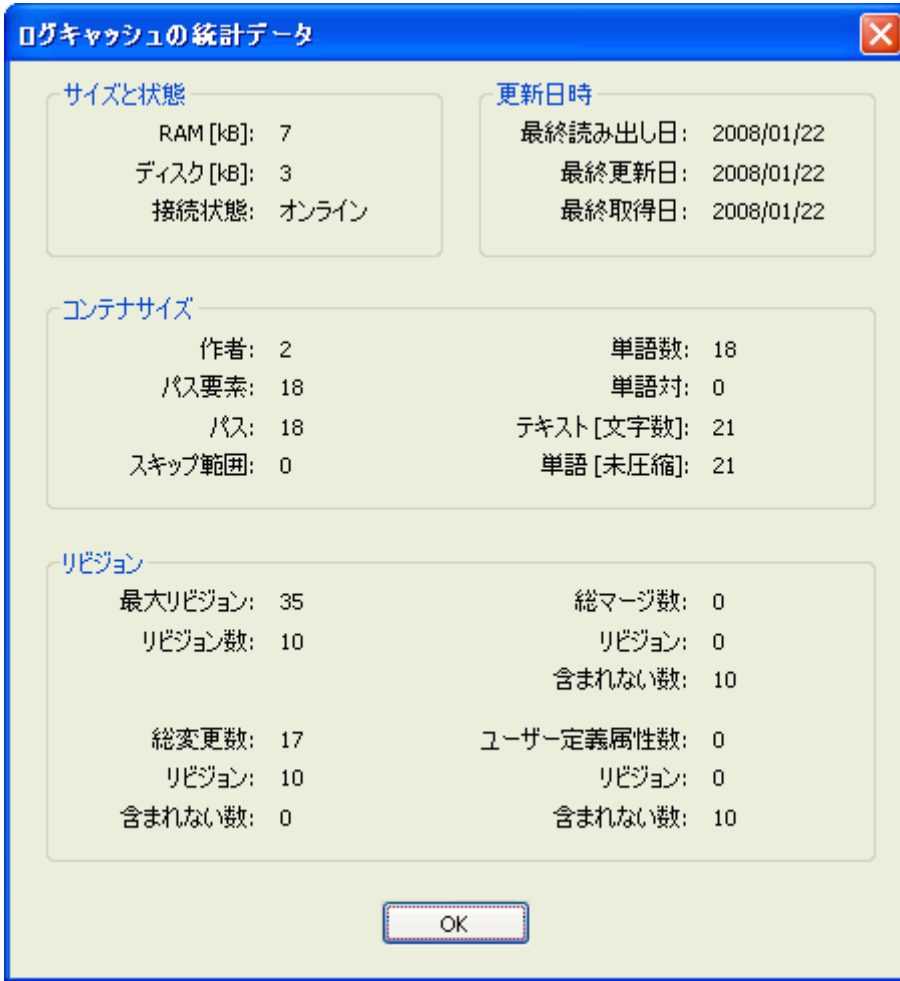 ログキャッシュの統計データ
サイズと状態
RAM [kB]: 7
ディスク [kB]: 3
接続状態: オンライン
更新日時
最終読み出し日: 2008/01/22
最終更新日: 2008/01/22
最終取得日: 2008/01/22
コンテナサイズ
作者: 2
パス要素: 18
パス: 18
スキップ範囲: 0
単語数: 18
単語対: 0
テキスト [文字数]: 21
単語 [未圧縮]: 21
リビジョン
最大リビジョン: 35
リビジョン数: 10
総マージ数: 0
リビジョン: 0
含まれない数: 10
総変更数: 17
リビジョン: 10
含まれない数: 0
ユーザー定義属性数: 0
リビジョン: 0
含まれない数: 10
OK